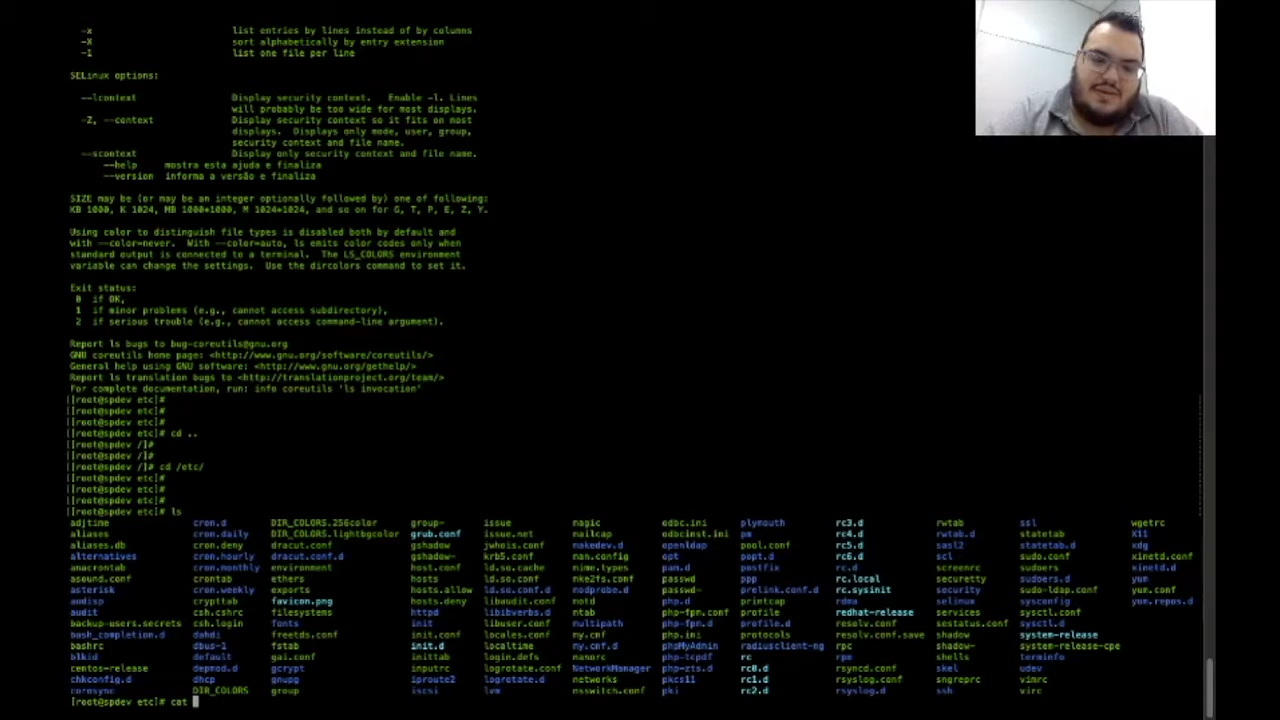 -x list entries by lines instead of by columns
-X sort alphabetically by entry extension
-1 list one file per line
SELinux options:
--lcontext Display security context. Enable -l. Lines
will probably be too wide for most displays.
-Z, --context Display security context so it fits on most
displays. Displays only mode, user, group,
security context and file name.
--scontext Display only security context and file name.
--help mostra esta ajuda e finaliza
--version informa a versão e finaliza
SIZE may be (or may be an integer optionally followed by) one of following:
KB 1000, K 1024, MB 1000*1000, M 1024*1024, and so on for G, T, P, E, Z, Y.
Using color to distinguish file types is disabled both by default and
with --color=never. With --color=auto, ls emits color codes only when
standard output is connected to a terminal. The LS_COLORS environment
variable can change the settings. Use the dircolors command to set it.
Exit status:
0 if OK,
1 if minor problems (e.g., cannot access subdirectory),
2 if serious trouble (e.g., cannot access command-line argument).
Report ls bugs to bug-coreutils@gnu.org
GNU coreutils home page: <http://www.gnu.org/software/coreutils/>
General help using GNU software: <http://www.gnu.org/gethelp/>
Report ls translation bugs to <http://translationproject.org/team/>
For complete documentation, run: info coreutils 'ls invocation'
[root@spdev etc]#
[root@spdev etc]#
[root@spdev etc]#
[root@spdev etc]# cd ..
[root@spdev /]#
[root@spdev /]#
[root@spdev /]# cd /etc/
[root@spdev etc]#
[root@spdev etc]#
[root@spdev etc]#
[root@spdev etc]# ls
adjtime cron.d DIR_COLORS.256color group- issue magic odbc.ini plymouth rc3.d rwtab ssl wgetrc
aliases cron.daily DIR_COLORS.lightbgcolor grub.conf issue.net mailcap odbcinst.ini pm rc4.d rwtab.d statetab X11
aliases.db cron.deny dracut.conf gshadow jwhois.conf makedev.d openldap pool.conf rc5.d sasl2 statetab.d xdg
alternatives cron.hourly dracut.conf.d gshadow- krb5.conf man.config opt popt.d rc6.d scl sudo.conf xinetd.conf
anacrontab cron.monthly environment host.conf ld.so.cache mime.types pam.d postfix rc.d screenrc sudoers xinetd.d
asound.conf crontab ethers hosts ld.so.conf mke2fs.conf passwd ppp rc.local securetty sudoers.d yum
asterisk cron.weekly exports hosts.allow ld.so.conf.d modprobe.d passwd- prelink.conf.d rc.sysinit security sudo-ldap.conf yum.conf
audisp crypttab favicon.png hosts.deny libaudit.conf motd php.d printcap rdma selinux sysconfig yum.repos.d
audit csh.cshrc filesystems httpd libibverbs.d mtab php-fpm.conf profile redhat-release services sysctl.conf
backup-users.secrets csh.login fonts init libuser.conf multipath php-fpm.d profile.d resolv.conf sestatus.conf sysctl.d
bash_completion.d dahdi freetds.conf init.conf locales.conf my.cnf php.ini protocols resolv.conf.save shadow system-release
bashrc dbus-1 fstab init.d localtime my.cnf.d phpMyAdmin radiusclient-ng rpc shadow- system-release-cpe
blkid default gai.conf inittab login.defs nanorc php-tcpdf rc rpm shells terminfo
centos-release depmod.d gcrypt inputrc logrotate.conf NetworkManager php-zts.d rc0.d rsyncd.conf skel udev
chkconfig.d dhcp gnupg iproute2 logrotate.d networks pkcs11 rc1.d rsyslog.conf sngreprc vimrc
corosync DIR_COLORS group iscsi lvm nsswitch.conf pki rc2.d rsyslog.d ssh virc
[root@spdev etc]# cat